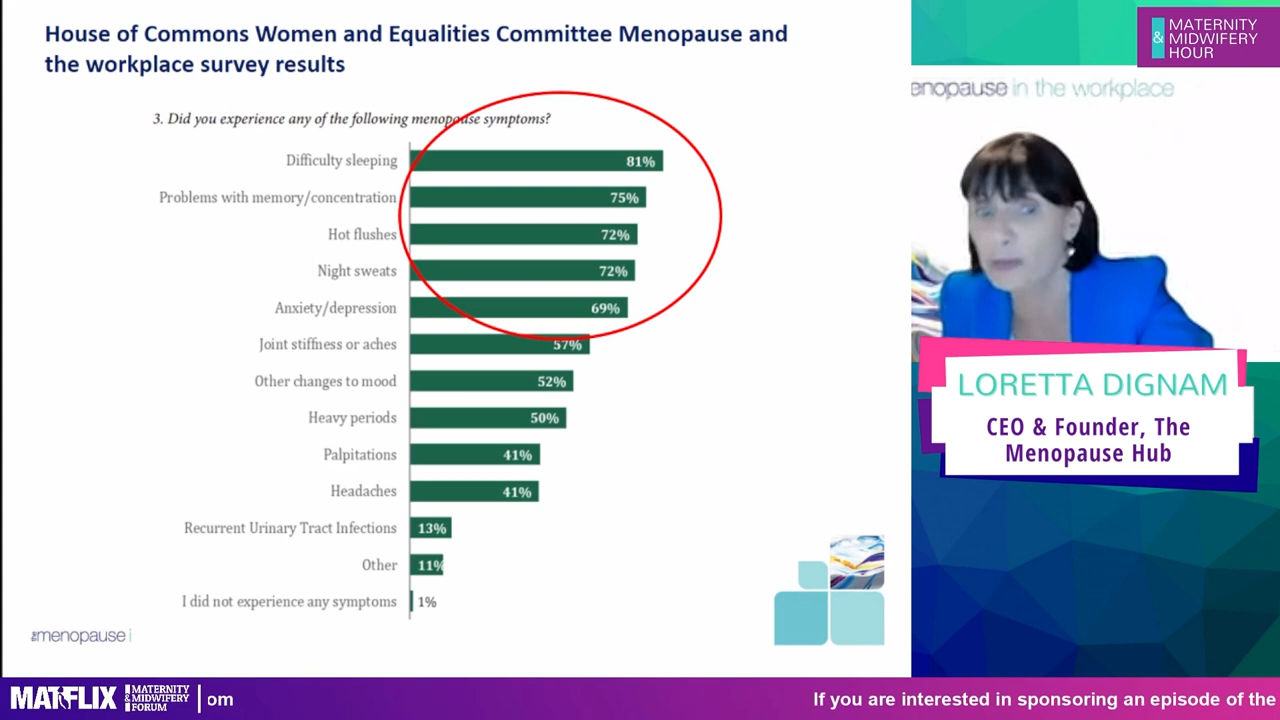 House of Commons Women and Equalities Committee Menopause and
the workplace survey results
3. Did you experience any of the following menopause symptoms?
Difficulty sleeping 81%
Problems with memory/concentration 75%
Hot flushes 72%
Night sweats 72%
Anxiety/depression 69%
Joint stiffness or aches 57%
Other changes to mood 52%
Heavy periods 50%
Palpitations 41%
Headaches 41%
Recurrent Urinary Tract Infections 13%
Other 11%
I did not experience any symptoms 1%
the menopause i
MATERNITY
& MIDWIFERY
HOUR
enopause in the workplace
LORETTA DIGNAM
CEO & Founder, The
Menopause Hub
MATFLIX
MATERNITY
& MIDWIFERY
FORUM
om
If you are interested in sponsoring an episode of the